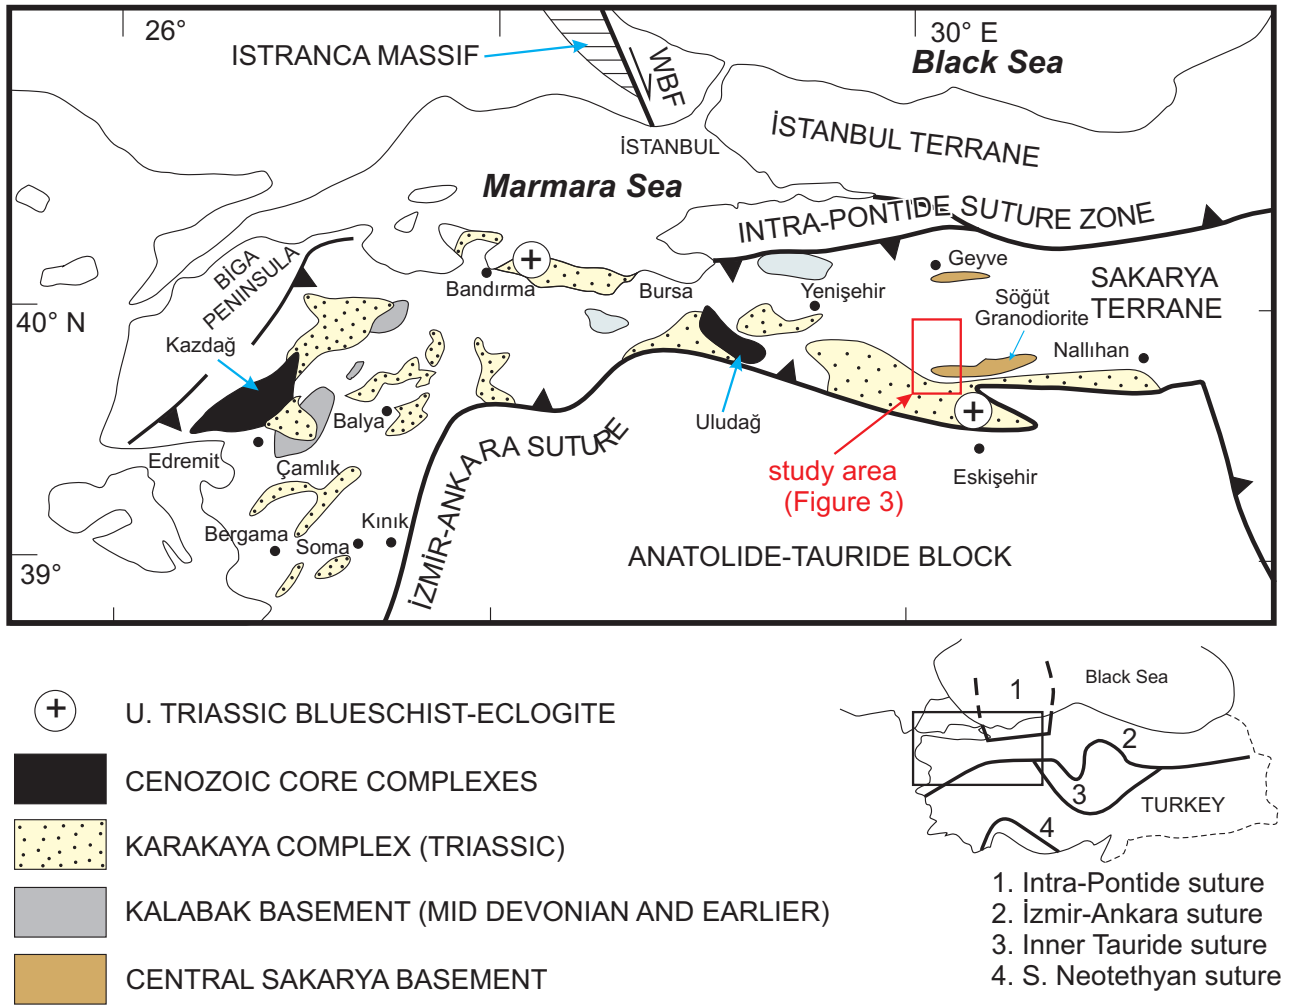 26°
30° E
ISTRANCA MASSIF
WBF
Black Sea
İSTANBUL
İSTANBUL TERRANE
Marmara Sea
INTRA-PONTIDE SUTURE ZONE
BİGA
PENINSULA
Bandırma
Bursa
Yenişehir
Geyve
SAKARYA
TERRANE
Söğüt
Granodiorite
40° N
Kazdağ
Nallıhan
Balya
Uludağ
İZMİR-ANKARA SUTURE
Edremit
Çamlık
study area
(Figure 3)
Eskişehir
Bergama
Soma
Kınık
ANATOLIDE-TAURIDE BLOCK
39°
U. TRIASSIC BLUESCHIST-ECLOGITE
CENOZOIC CORE COMPLEXES
KARAKAYA COMPLEX (TRIASSIC)
KALABAK BASEMENT (MID DEVONIAN AND EARLIER)
CENTRAL SAKARYA BASEMENT
1
Black Sea
2
3
TURKEY
4
1. Intra-Pontide suture
2. İzmir-Ankara suture
3. Inner Tauride suture
4. S. Neotethyan suture